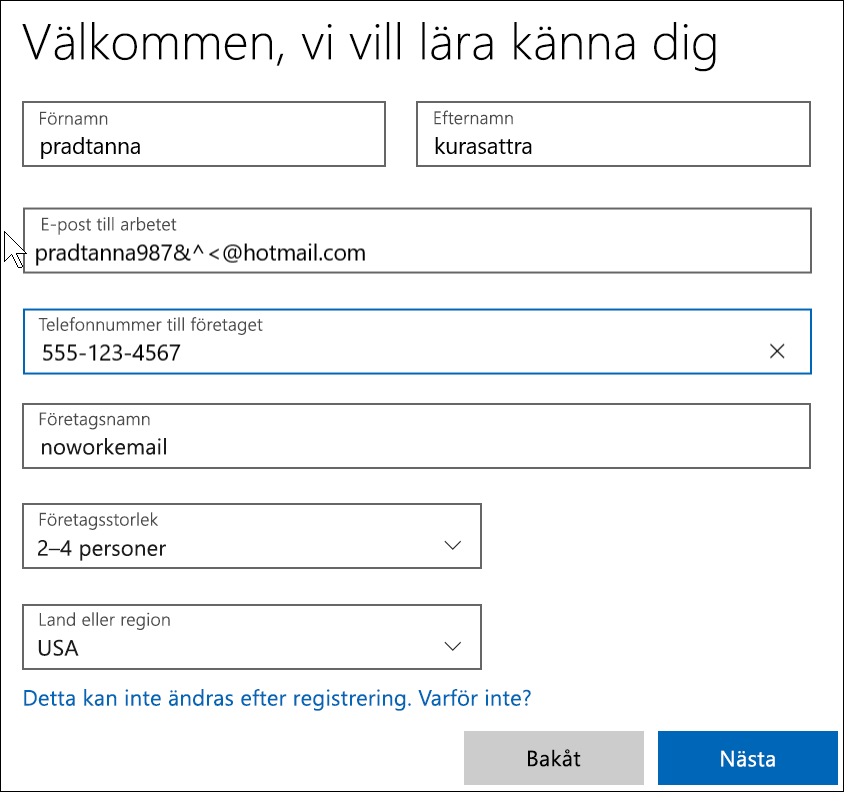 Välkommen, vi vill lära känna dig
Förnamn
pradtanna
Efternamn
kurasattra
E-post till arbetet
pradtanna987&^<@hotmail.com
Telefonnummer till företaget
555-123-4567
Företagsnamn
noworkemail
Företagsstorlek
2–4 personer
Land eller region
USA
Detta kan inte ändras efter registrering. Varför inte?
Bakåt
Nästa